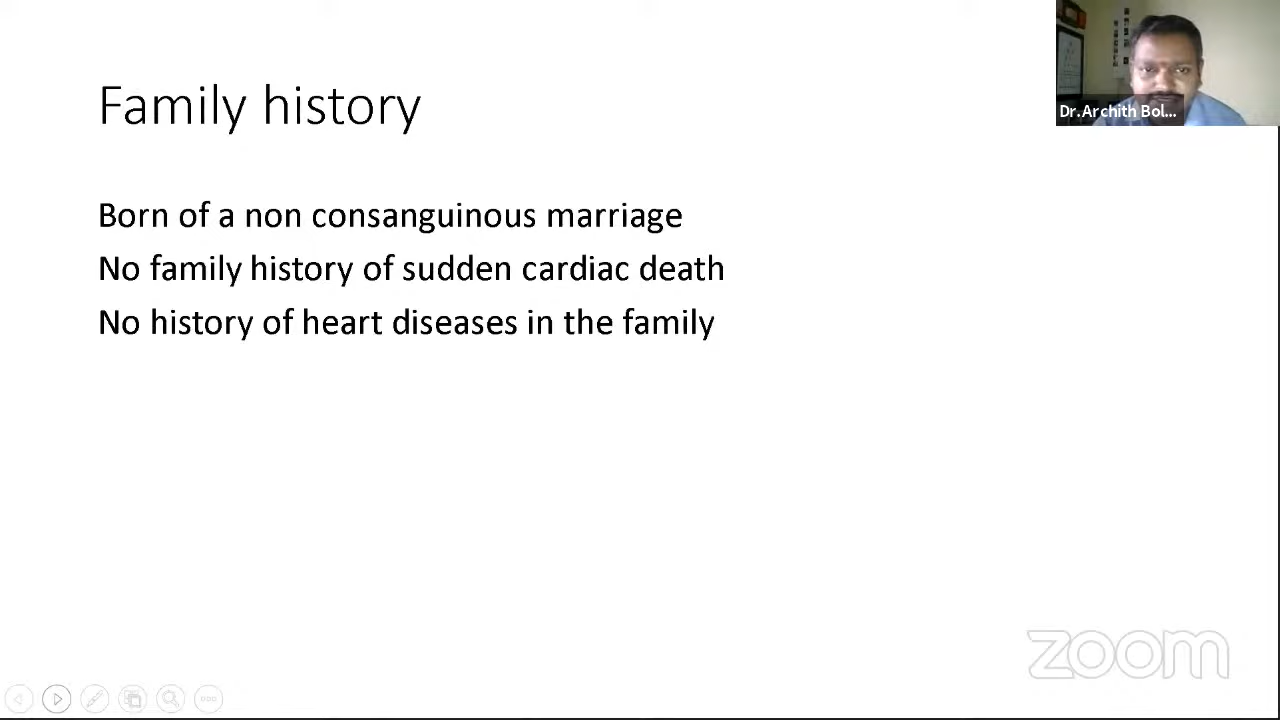 Family history
Dr.Archith Bol...
Born of a non consanguinous marriage
No family history of sudden cardiac death
No history of heart diseases in the family
zoom